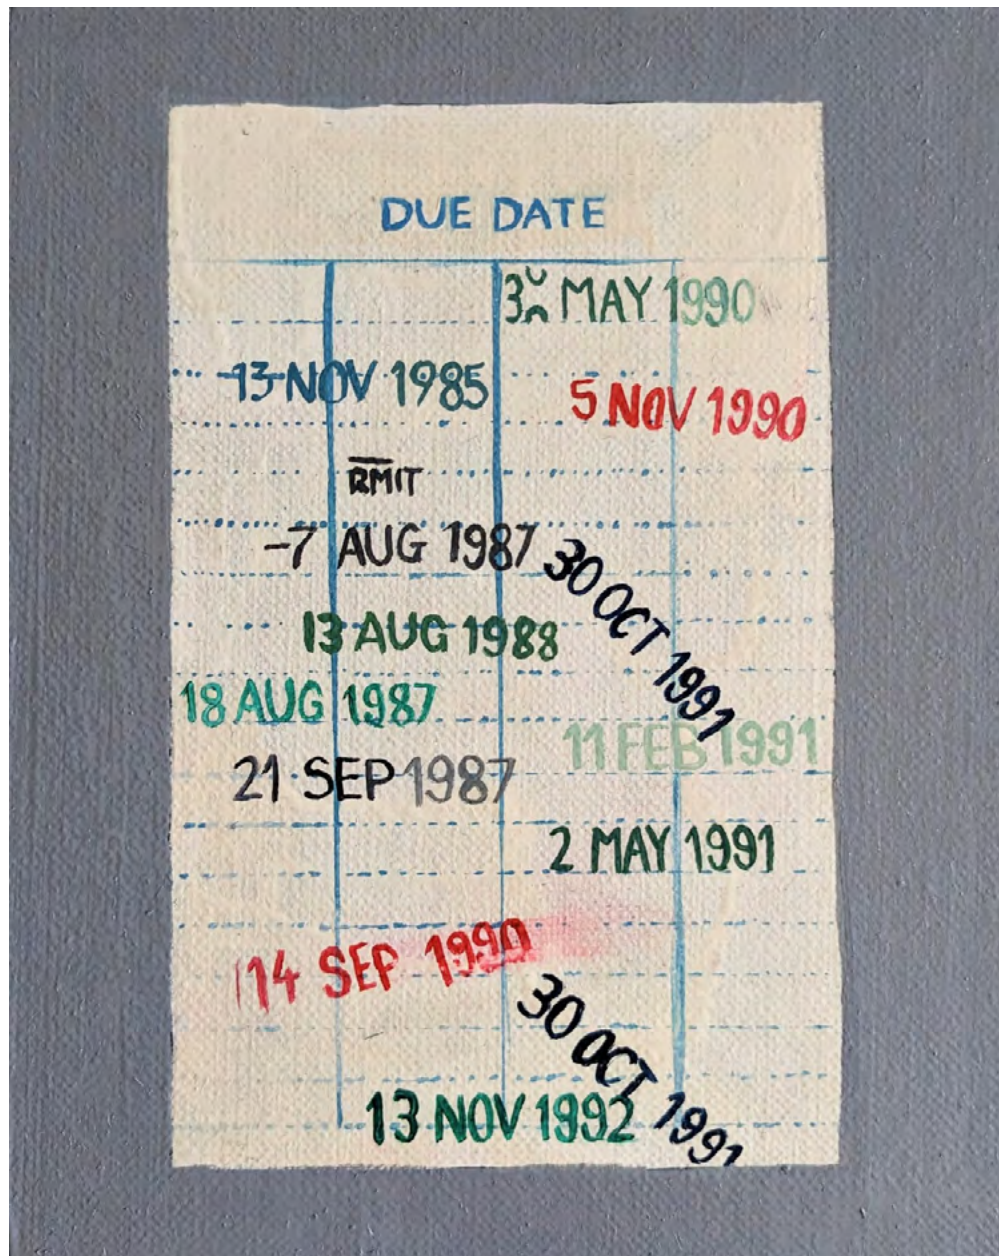 DUE DATE
MAY 1990
13 NOV 1985
5 NOV 1990
RMIT
-7 AUG 1987
30 OCT 1991
13 AUG 1988
18 AUG 1987
11 FEB 1991
21 SEP 1987
2 MAY 1991
14 SEP 1990
30 OCT 1991
13 NOV 1992